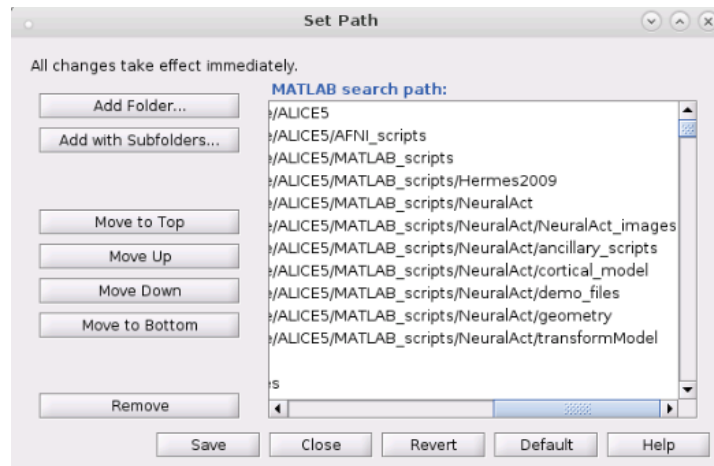 Set Path
All changes take effect immediately.
MATLAB search path:
Add Folder...
Add with Subfolders...
Move to Top
Move Up
Move Down
Move to Bottom
Remove
e/ALICE5
e/ALICE5/AFNI_scripts
e/ALICE5/MATLAB_scripts
e/ALICE5/MATLAB_scripts/Hermes2009
e/ALICE5/MATLAB_scripts/NeuralAct
e/ALICE5/MATLAB_scripts/NeuralAct/NeuralAct_images
e/ALICE5/MATLAB_scripts/NeuralAct/ancillary_scripts
e/ALICE5/MATLAB_scripts/NeuralAct/cortical_model
e/ALICE5/MATLAB_scripts/NeuralAct/demo_files
e/ALICE5/MATLAB_scripts/NeuralAct/geometry
e/ALICE5/MATLAB_scripts/NeuralAct/transformModel
es
Save Close Revert Default Help